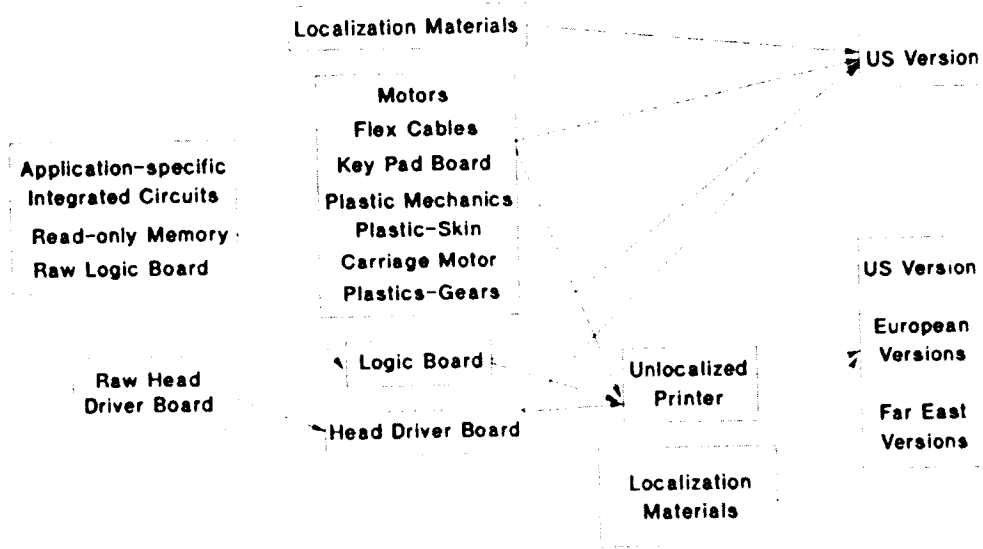 Localization Materials
US Version
Motors
Flex Cables
Key Pad Board
Plastic Mechanics
Plastic-Skin
Carriage Motor
Plastics-Gears
Application-specific
Integrated Circuits
Read-only Memory
Raw Logic Board
US Version
European
Versions
Far East
Versions
Logic Board
Raw Head
Driver Board
Head Driver Board
Unlocalized
Printer
Localization
Materials